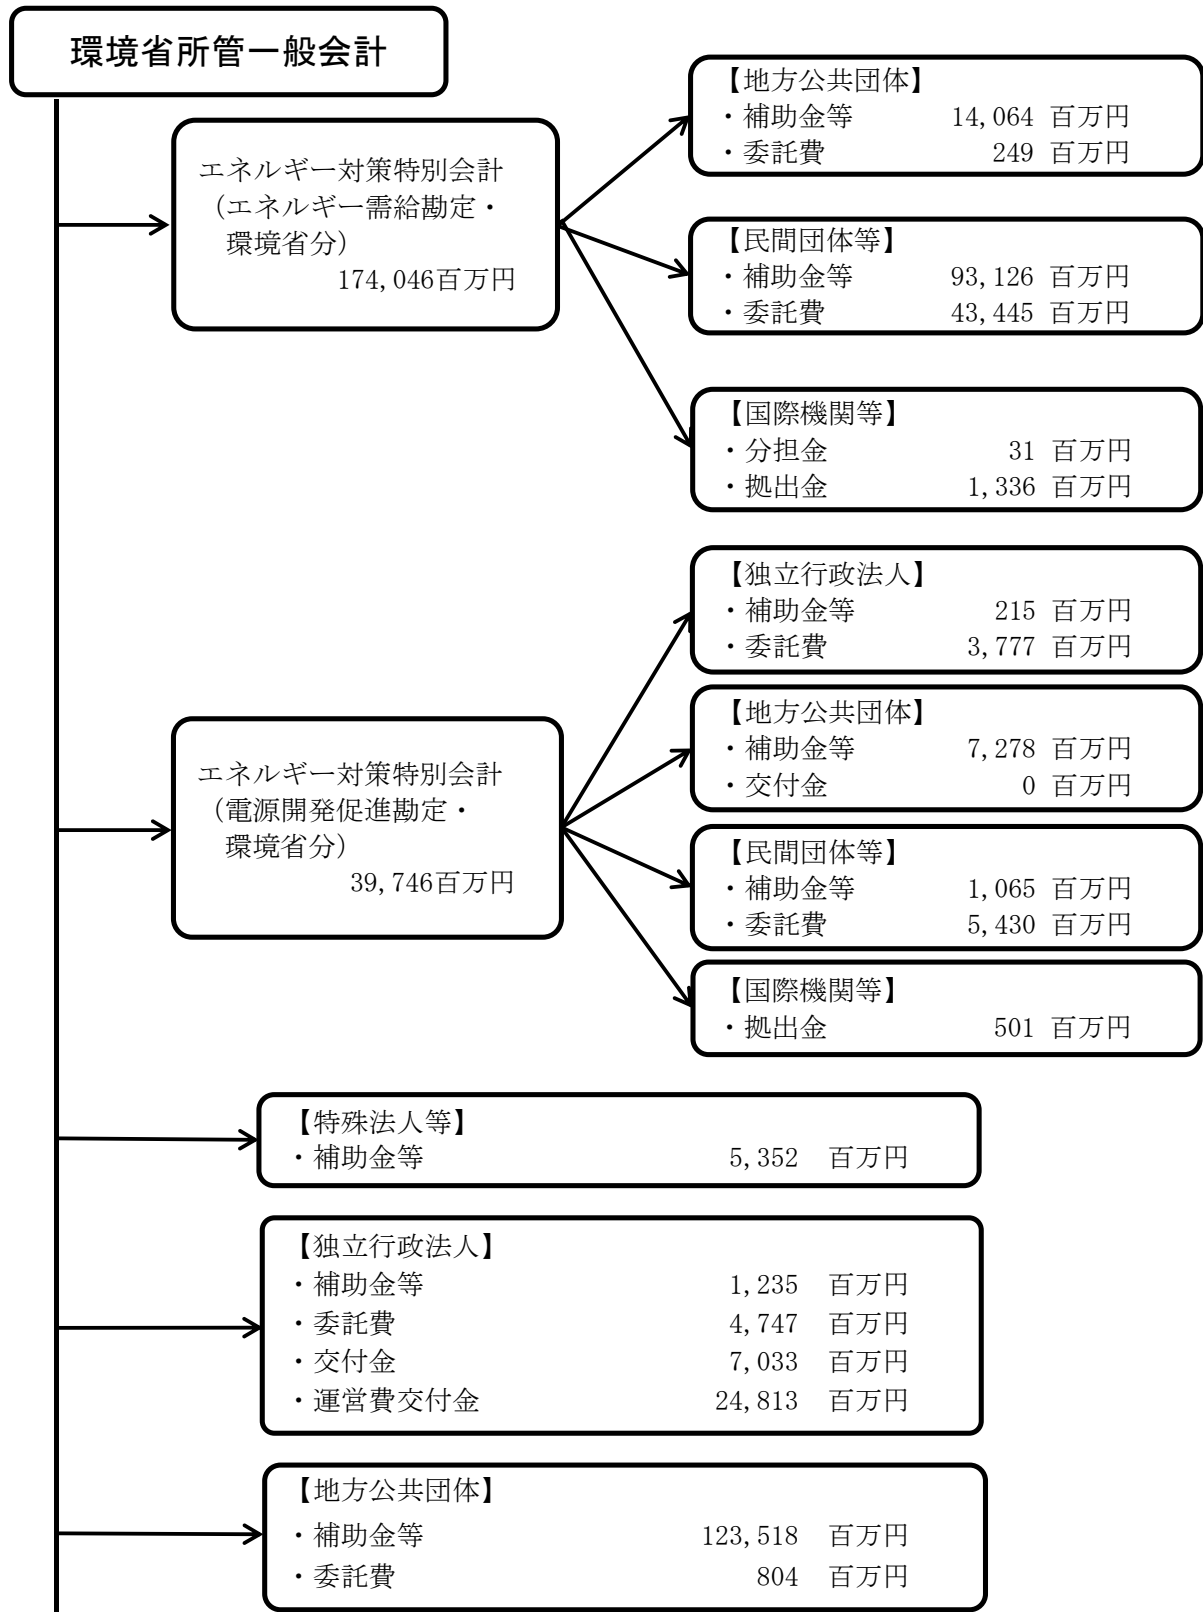 環境省所管一般会計
エネルギー対策特別会計
（エネルギー需給勘定・
環境省分）
174,046百万円
【地方公共団体】
・補助金等 14,064 百万円
・委託費 249 百万円
【民間団体等】
・補助金等 93,126 百万円
・委託費 43,445 百万円
【国際機関等】
・分担金 31 百万円
・拠出金 1,336 百万円
エネルギー対策特別会計
（電源開発促進勘定・
環境省分）
39,746百万円
【独立行政法人】
・補助金等 215 百万円
・委託費 3,777 百万円
【地方公共団体】
・補助金等 7,278 百万円
・交付金 0 百万円
【民間団体等】
・補助金等 1,065 百万円
・委託費 5,430 百万円
【国際機関等】
・拠出金 501 百万円
【特殊法人等】
・補助金等 5,352 百万円
【独立行政法人】
・補助金等 1,235 百万円
・委託費 4,747 百万円
・交付金 7,033 百万円
・運営費交付金 24,813 百万円
【地方公共団体】
・補助金等 123,518 百万円
・委託費 804 百万円